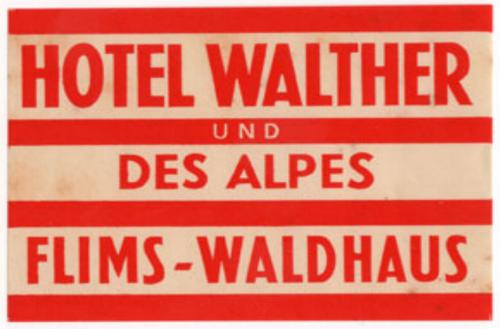 HOTEL WALTHER
UND
DES ALPES
FLIMS-WALDHAUS